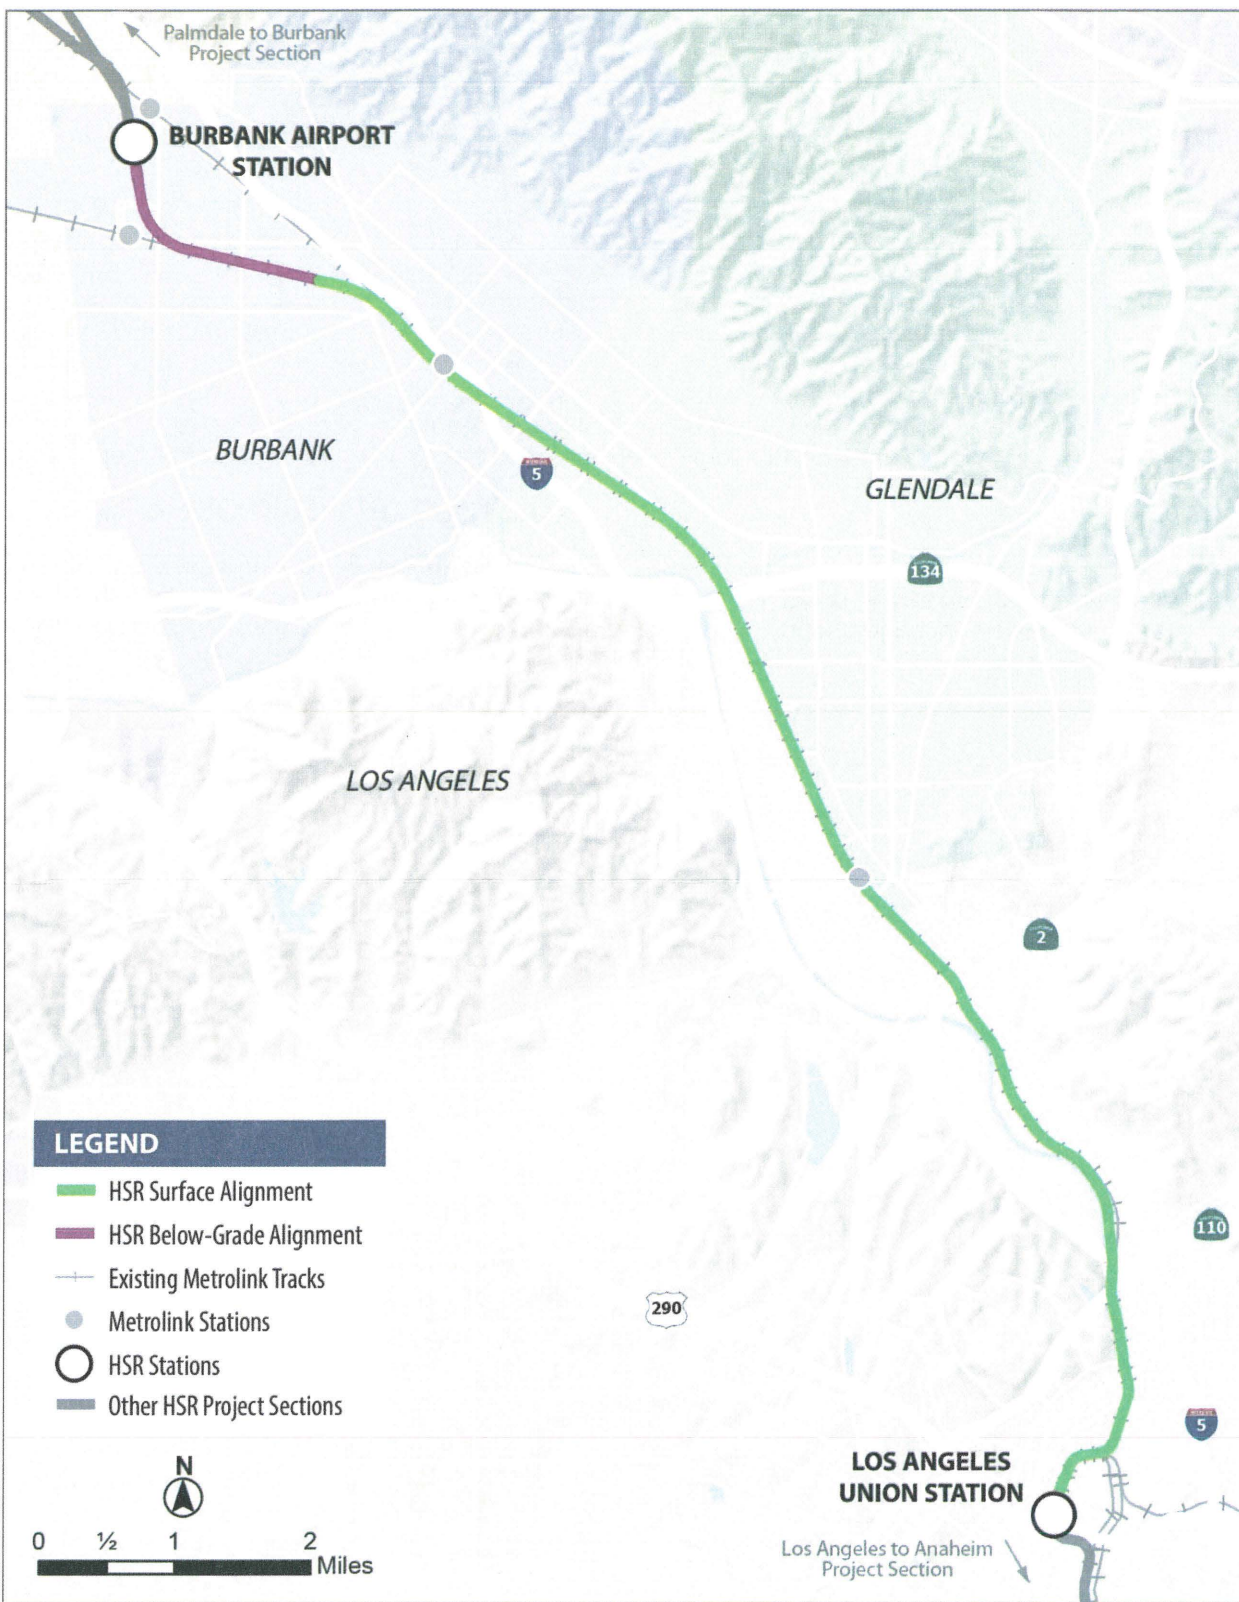 Palmdale to Burbank
Project Section
BURBANK AIRPORT
STATION
BURBANK
5
GLENDALE
134
LOS ANGELES
2
LEGEND
HSR Surface Alignment
HSR Below-Grade Alignment
Existing Metrolink Tracks
Metrolink Stations
HSR Stations
Other HSR Project Sections
110
290
5
N
0 ½ 1 2
Miles
LOS ANGELES
UNION STATION
Los Angeles to Anaheim
Project Section